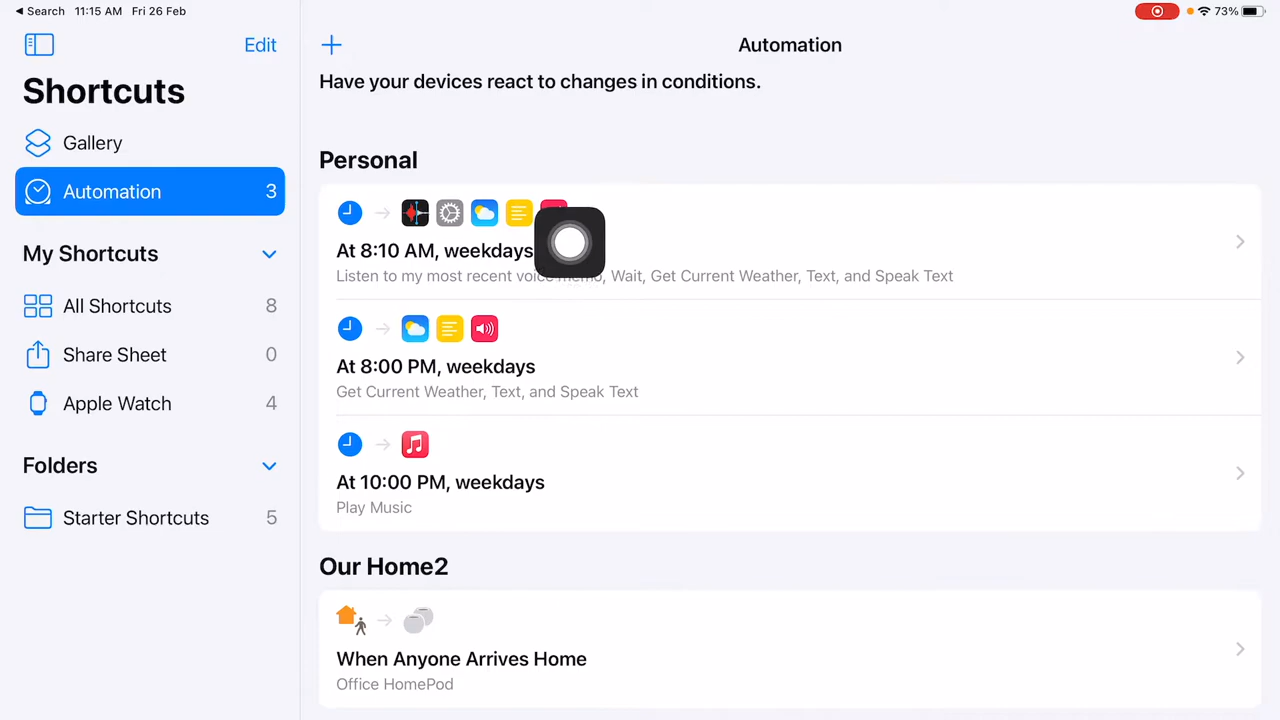 Search 11:15 AM Fri 26 Feb
73%
Edit
Shortcuts
Gallery
Automation 3
My Shortcuts
All Shortcuts 8
Share Sheet 0
Apple Watch 4
Folders
Starter Shortcuts 5
Automation
Have your devices react to changes in conditions.
Personal
At 8:10 AM, weekdays
Listen to my most recent voice memo, Wait, Get Current Weather, Text, and Speak Text
At 8:00 PM, weekdays
Get Current Weather, Text, and Speak Text
At 10:00 PM, weekdays
Play Music
Our Home2
When Anyone Arrives Home
Office HomePod